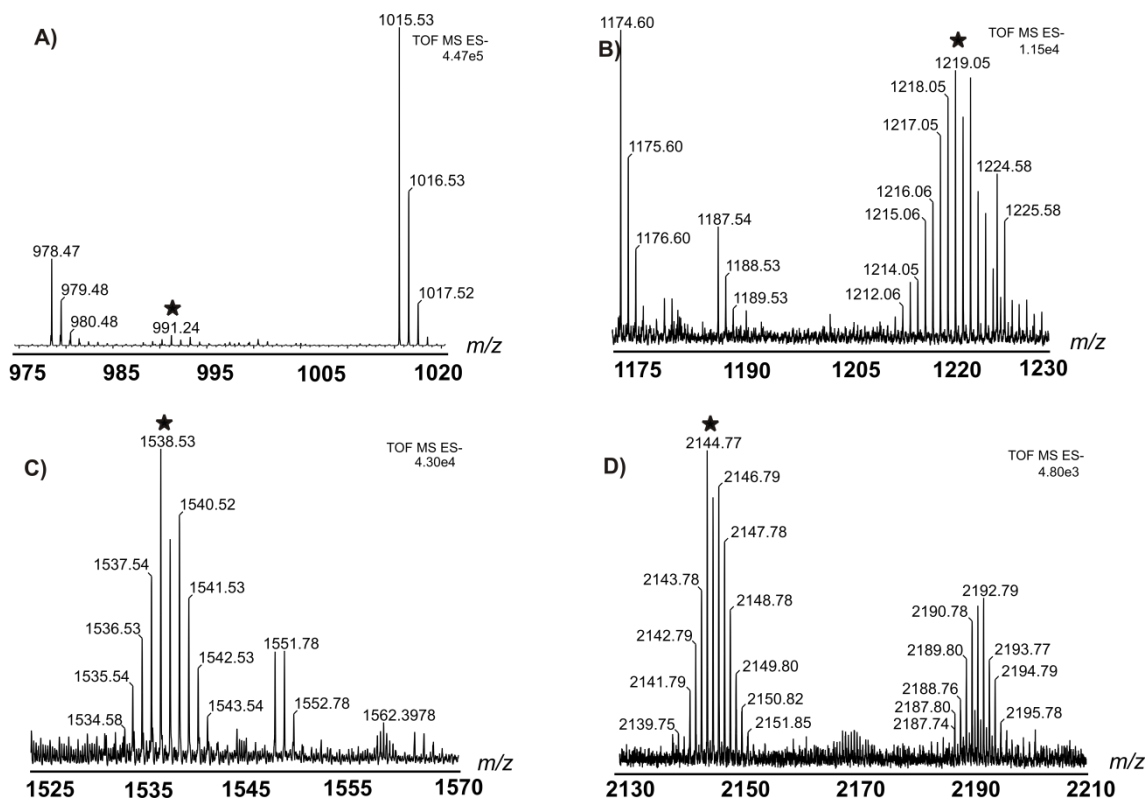 A)
1015.53
TOF MS ES-
4.47e5
1016.53
978.47
979.48
980.48
991.24
1017.52
m/z
975 985 995 1005 1020
B)
1174.60
TOF MS ES-
1.15e4
1219.05
1218.05
1217.05
1175.60
1216.06
1215.06
1224.58
1225.58
1176.60
1187.54
1188.53
1189.53
1214.05
1212.06
m/z
1175 1190 1205 1220 1230
C)
1538.53
TOF MS ES-
4.30e4
1540.52
1537.54
1541.53
1536.53
1535.54
1534.58
1542.53
1543.54
1551.78
1552.78
1562.3978
m/z
1525 1535 1545 1555 1570
D)
2144.77
TOF MS ES-
4.80e3
2146.79
2147.78
2143.78
2148.78
2142.79
2141.79
2139.75
2149.80
2150.82
2151.85
2192.79
2190.78
2189.80
2188.76
2187.80
2187.74
2193.77
2194.79
2195.78
m/z
2130 2150 2170 2190 2210